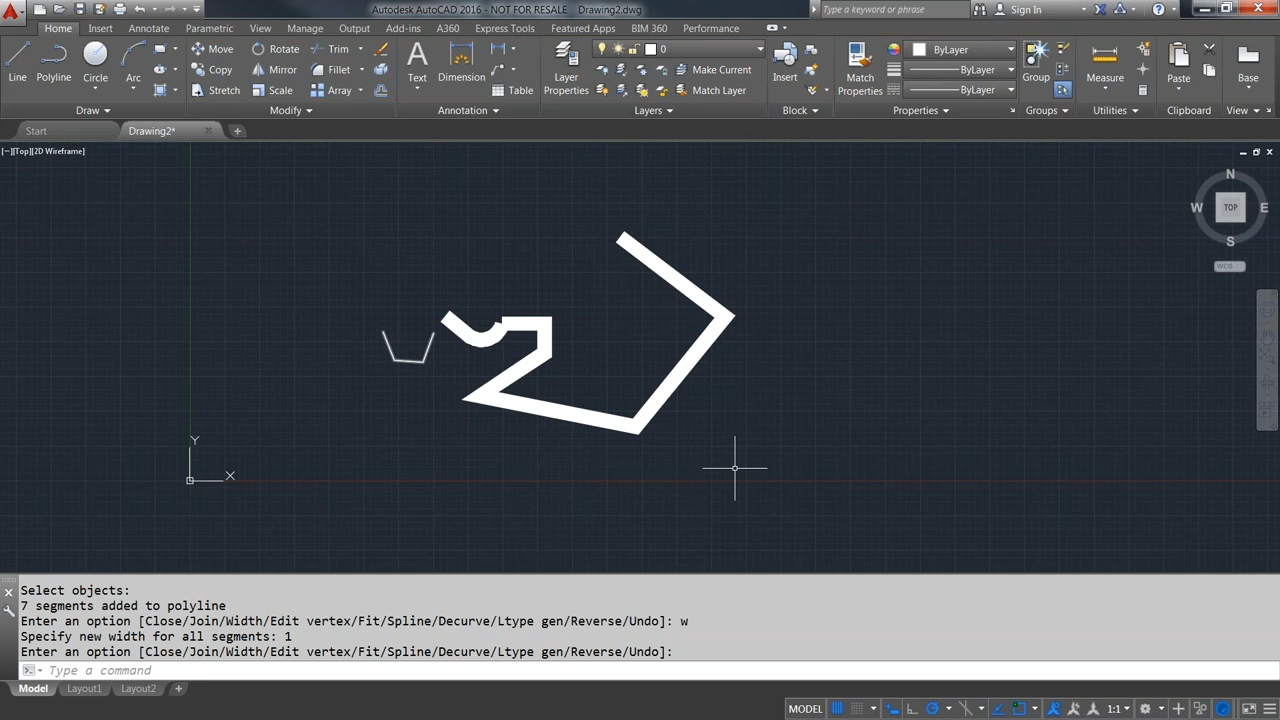 Autodesk AutoCAD 2016 - NOT FOR RESALE Drawing2.dwg
Type a keyword or phrase
Sign In
Home Insert Annotate Parametric View Manage Output Add-ins A360 Express Tools Featured Apps BIM 360 Performance
Line Polyline Circle Arc
Move Rotate Trim
Copy Mirror Fillet
Stretch Scale Array
Text Dimension
Table
Layer Properties
0
Make Current
Match Layer
Insert
Match Properties
ByLayer
ByLayer
ByLayer
Group
Measure
Paste
Base
Draw Modify Annotation Layers Block Properties Groups Utilities Clipboard View
Start Drawing2*
[−][Top][2D Wireframe]
N
W TOP E
S
WCS
Y
X
Select objects:
7 segments added to polyline
Enter an option [Close/Join/Width/Edit vertex/Fit/Spline/Decurve/Ltype gen/Reverse/Undo]: w
Specify new width for all segments: 1
Enter an option [Close/Join/Width/Edit vertex/Fit/Spline/Decurve/Ltype gen/Reverse/Undo]:
Type a command
Model Layout1 Layout2
MODEL 1:1